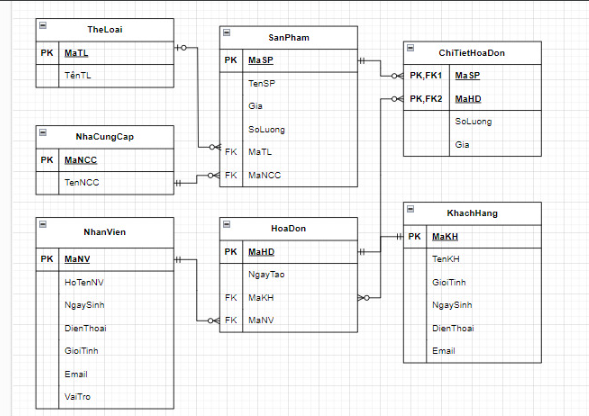 TheLoai
PK MaTL
TênTL
NhaCungCap
PK MaNCC
TenNCC
NhanVien
PK MaNV
HoTenNV
NgaySinh
DienThoai
GioiTinh
Email
VaiTro
SanPham
PK MaSP
TenSP
Gia
SoLuong
FK MaTL
FK MaNCC
HoaDon
PK MaHD
NgayTao
FK MaKH
FK MaNV
ChiTietHoaDon
PK,FK1 MaSP
PK,FK2 MaHD
SoLuong
Gia
KhachHang
PK MaKH
TenKH
GioiTinh
NgaySinh
DienThoai
Email